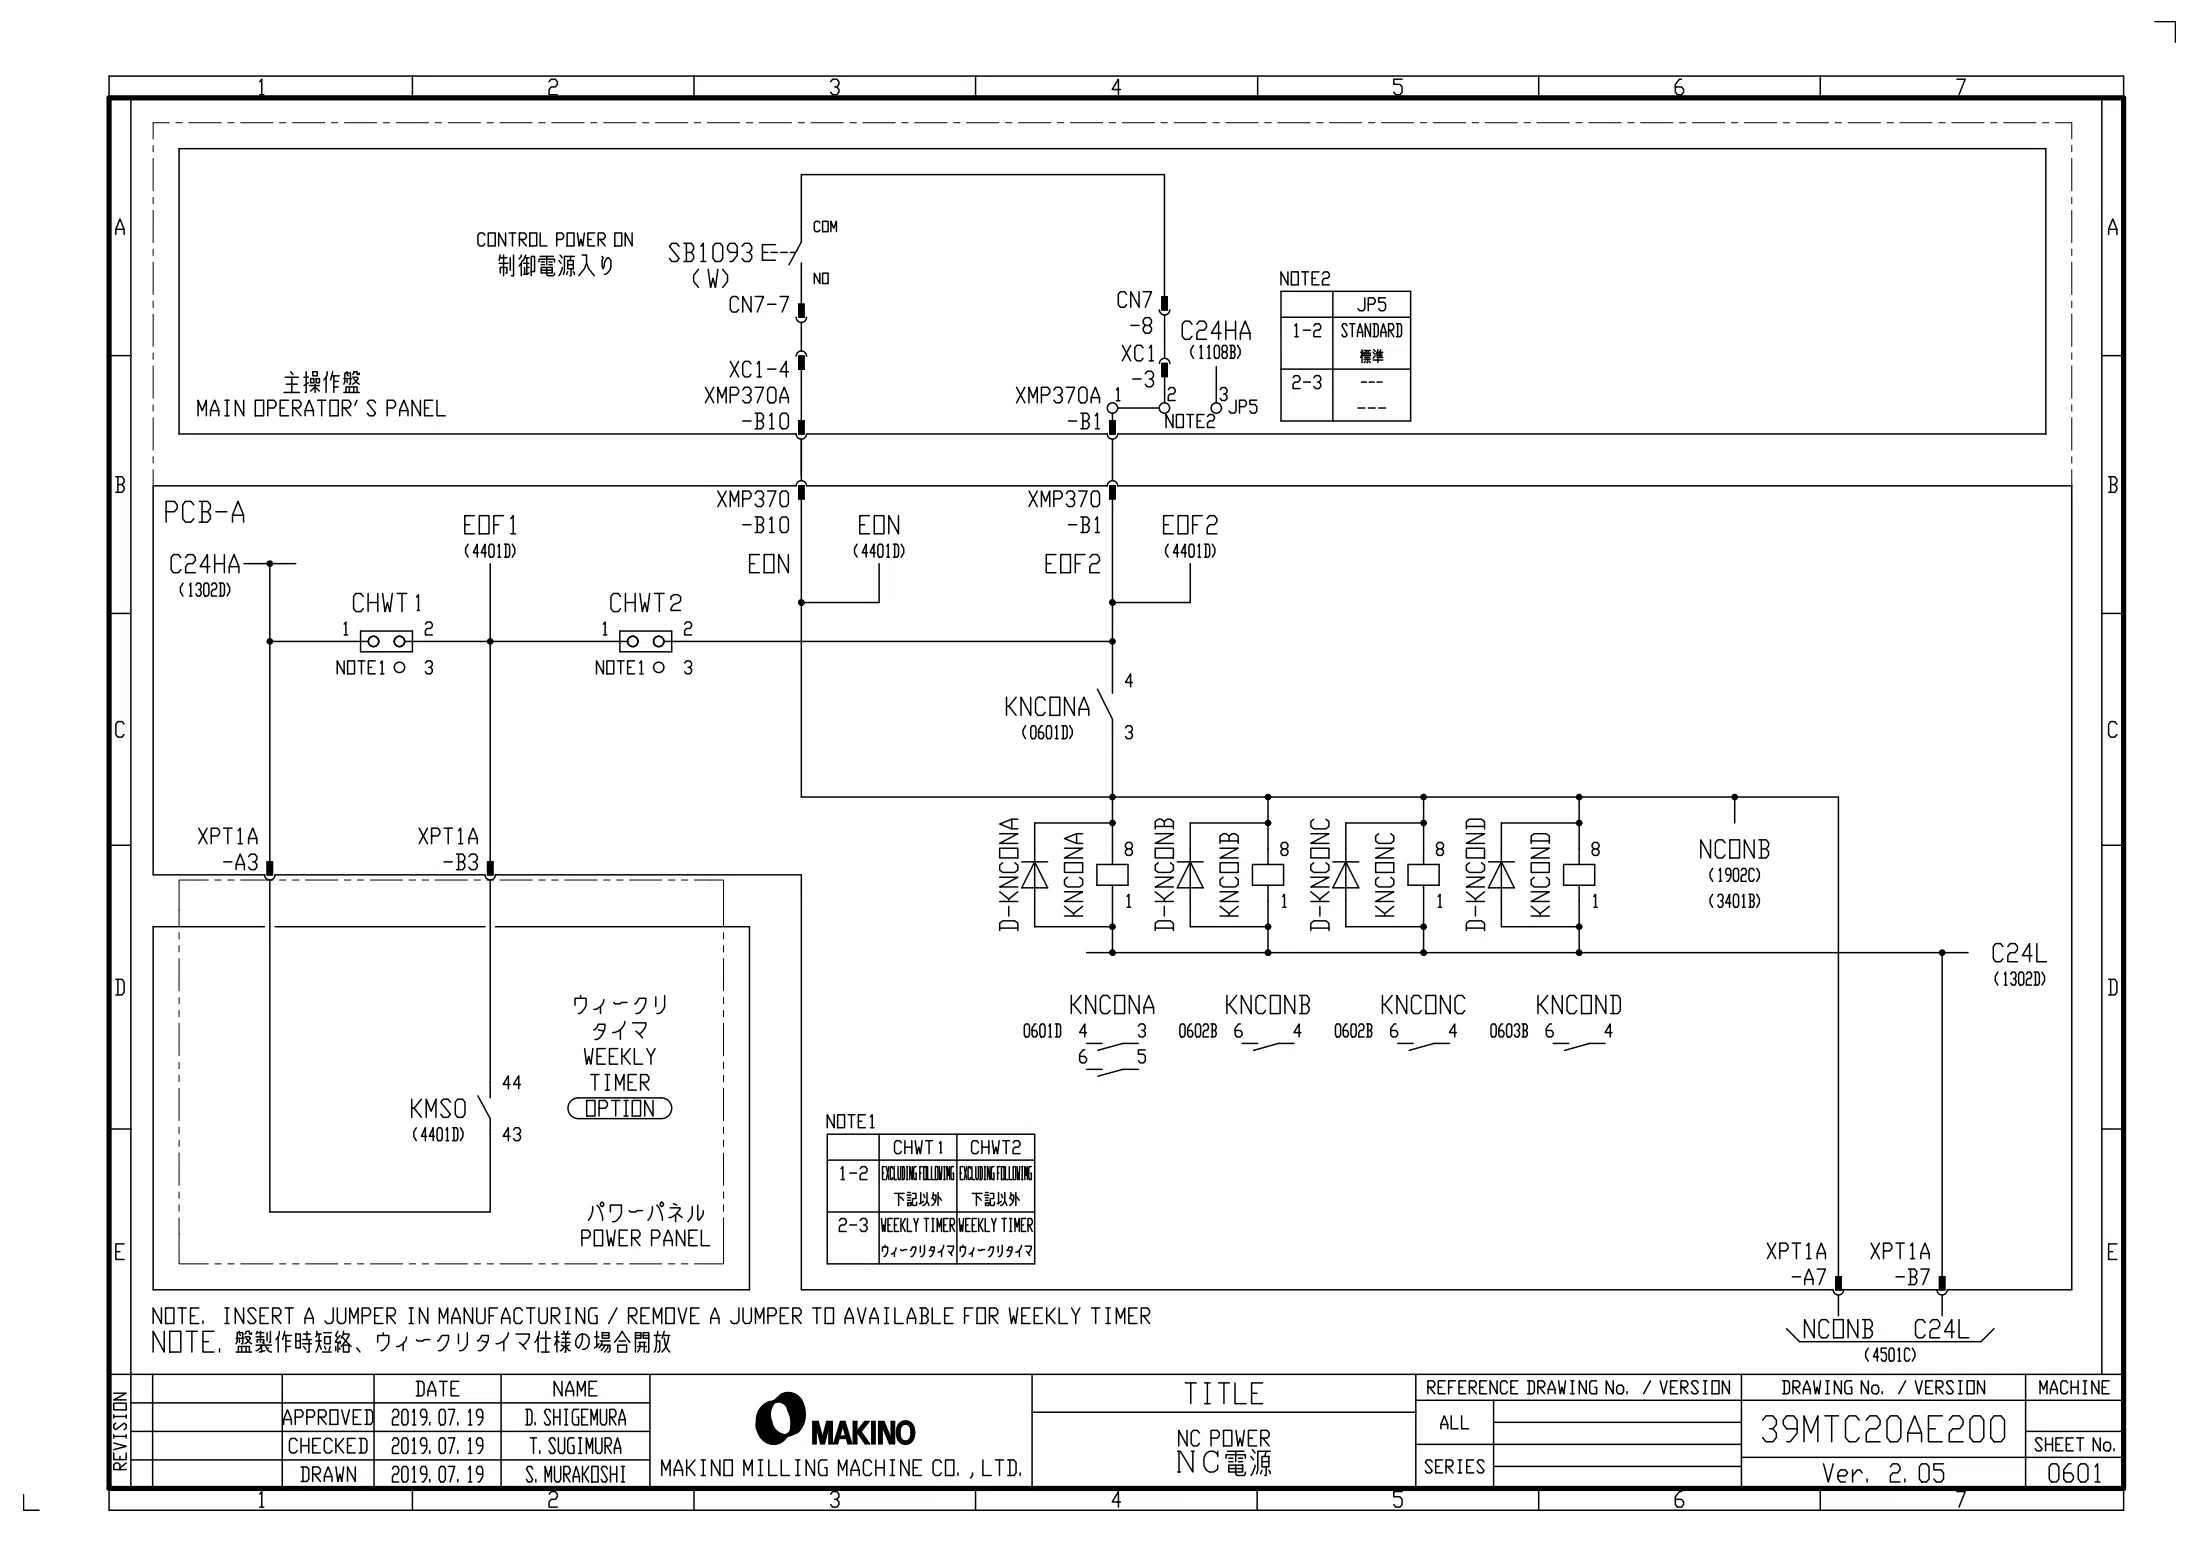 1 2 3 4 5 6 7
A
B
C
D
E
A
B
C
D
E
CONTROL POWER ON
制御電源入り
SB1093
(W)
COM
NO
CN7-7
XC1-4
XMP370A
-B10
CN7
-8
XC1
-3
C24HA
(1108B)
XMP370A
-B1
1 2 3
JP5
NOTE2
NOTE2
JP5
1-2 STANDARD
標準
2-3 ---
---
主操作盤
MAIN OPERATOR'S PANEL
PCB-A
C24HA
(1302D)
EOF1
(4401D)
XMP370
-B10
EON
EON
(4401D)
XMP370
-B1
EOF2
EOF2
(4401D)
CHWT1
1 2
NOTE1 3
CHWT2
1 2
NOTE1 3
KNCONA
(0601D)
4
3
XPT1A
-A3
XPT1A
-B3
D-KNCONA
KNCONA
8
1
D-KNCONB
KNCONB
8
1
D-KNCONC
KNCONC
8
1
D-KNCOND
KNCOND
8
1
NCONB
(1902C)
(3401B)
C24L
(1302D)
KNCONA
0601D 4 3
6 5
KNCONB
0602B 6 4
KNCONC
0602B 6 4
KNCOND
0603B 6 4
ウィークリ
タイマ
WEEKLY
TIMER
OPTION
KMS0
(4401D)
44
43
パワーパネル
POWER PANEL
NOTE1
CHWT1 CHWT2
1-2 EXCLUDING FOLLOWING EXCLUDING FOLLOWING
下記以外 下記以外
2-3 WEEKLY TIMER WEEKLY TIMER
ウィークリタイマ ウィークリタイマ
XPT1A
-A7
XPT1A
-B7
NCONB C24L
(4501C)
NOTE. INSERT A JUMPER IN MANUFACTURING / REMOVE A JUMPER TO AVAILABLE FOR WEEKLY TIMER
NOTE. 盤製作時短絡、ウィークリタイマ仕様の場合開放
REVISION
DATE NAME
APPROVED 2019.07.19 D. SHIGEMURA
CHECKED 2019.07.19 T. SUGIMURA
DRAWN 2019.07.19 S. MURAKOSHI
MAKINO
MAKINO MILLING MACHINE CO. , LTD.
TITLE
NC POWER
NC電源
REFERENCE DRAWING No. / VERSION
ALL
SERIES
DRAWING No. / VERSION
39MTC20AE200
Ver. 2.05
MACHINE
SHEET No.
0601
1 2 3 4 5 6 7